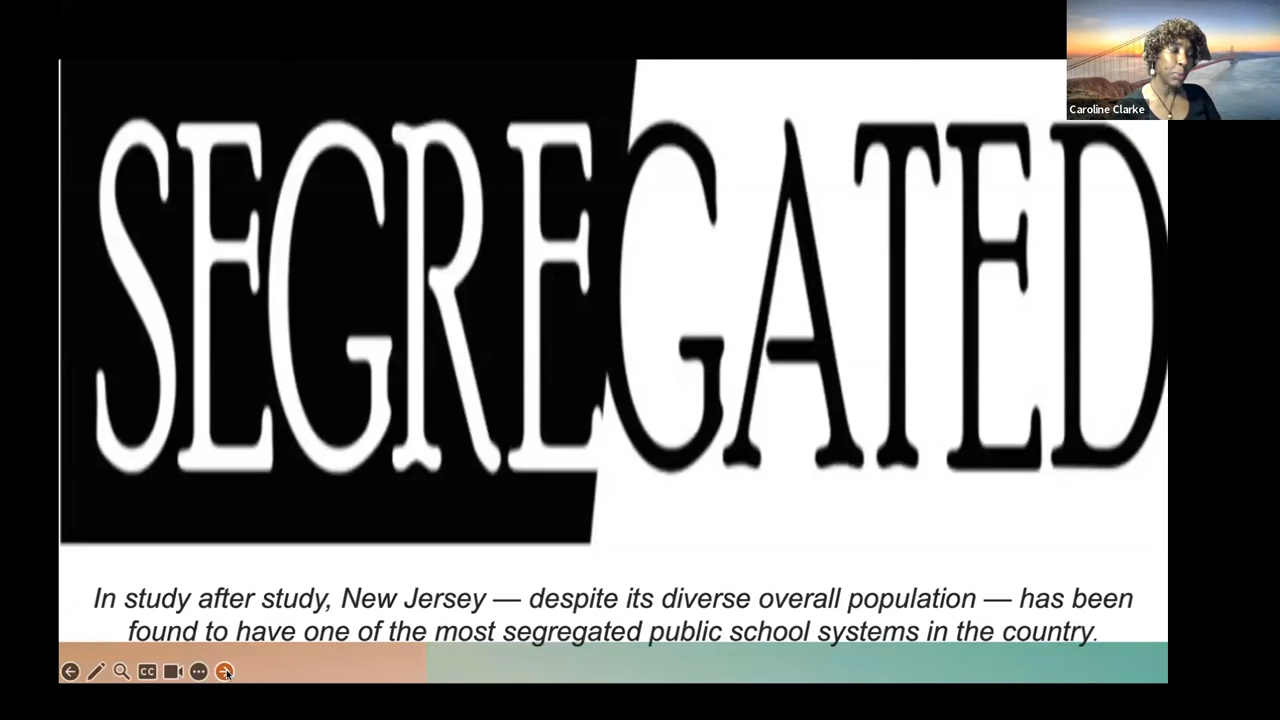 Caroline Clarke
SEGREGATED
In study after study, New Jersey — despite its diverse overall population — has been
found to have one of the most segregated public school systems in the country.
CC